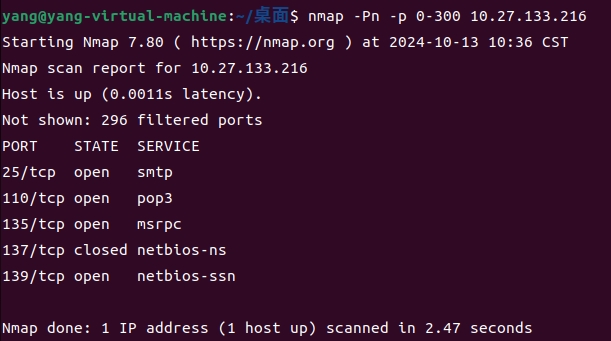 yang@yang-virtual-machine:~/桌面$ nmap -Pn -p 0-300 10.27.133.216
Starting Nmap 7.80 ( https://nmap.org ) at 2024-10-13 10:36 CST
Nmap scan report for 10.27.133.216
Host is up (0.0011s latency).
Not shown: 296 filtered ports
PORT    STATE  SERVICE
25/tcp  open   smtp
110/tcp open   pop3
135/tcp open   msrpc
137/tcp closed netbios-ns
139/tcp open   netbios-ssn
Nmap done: 1 IP address (1 host up) scanned in 2.47 seconds